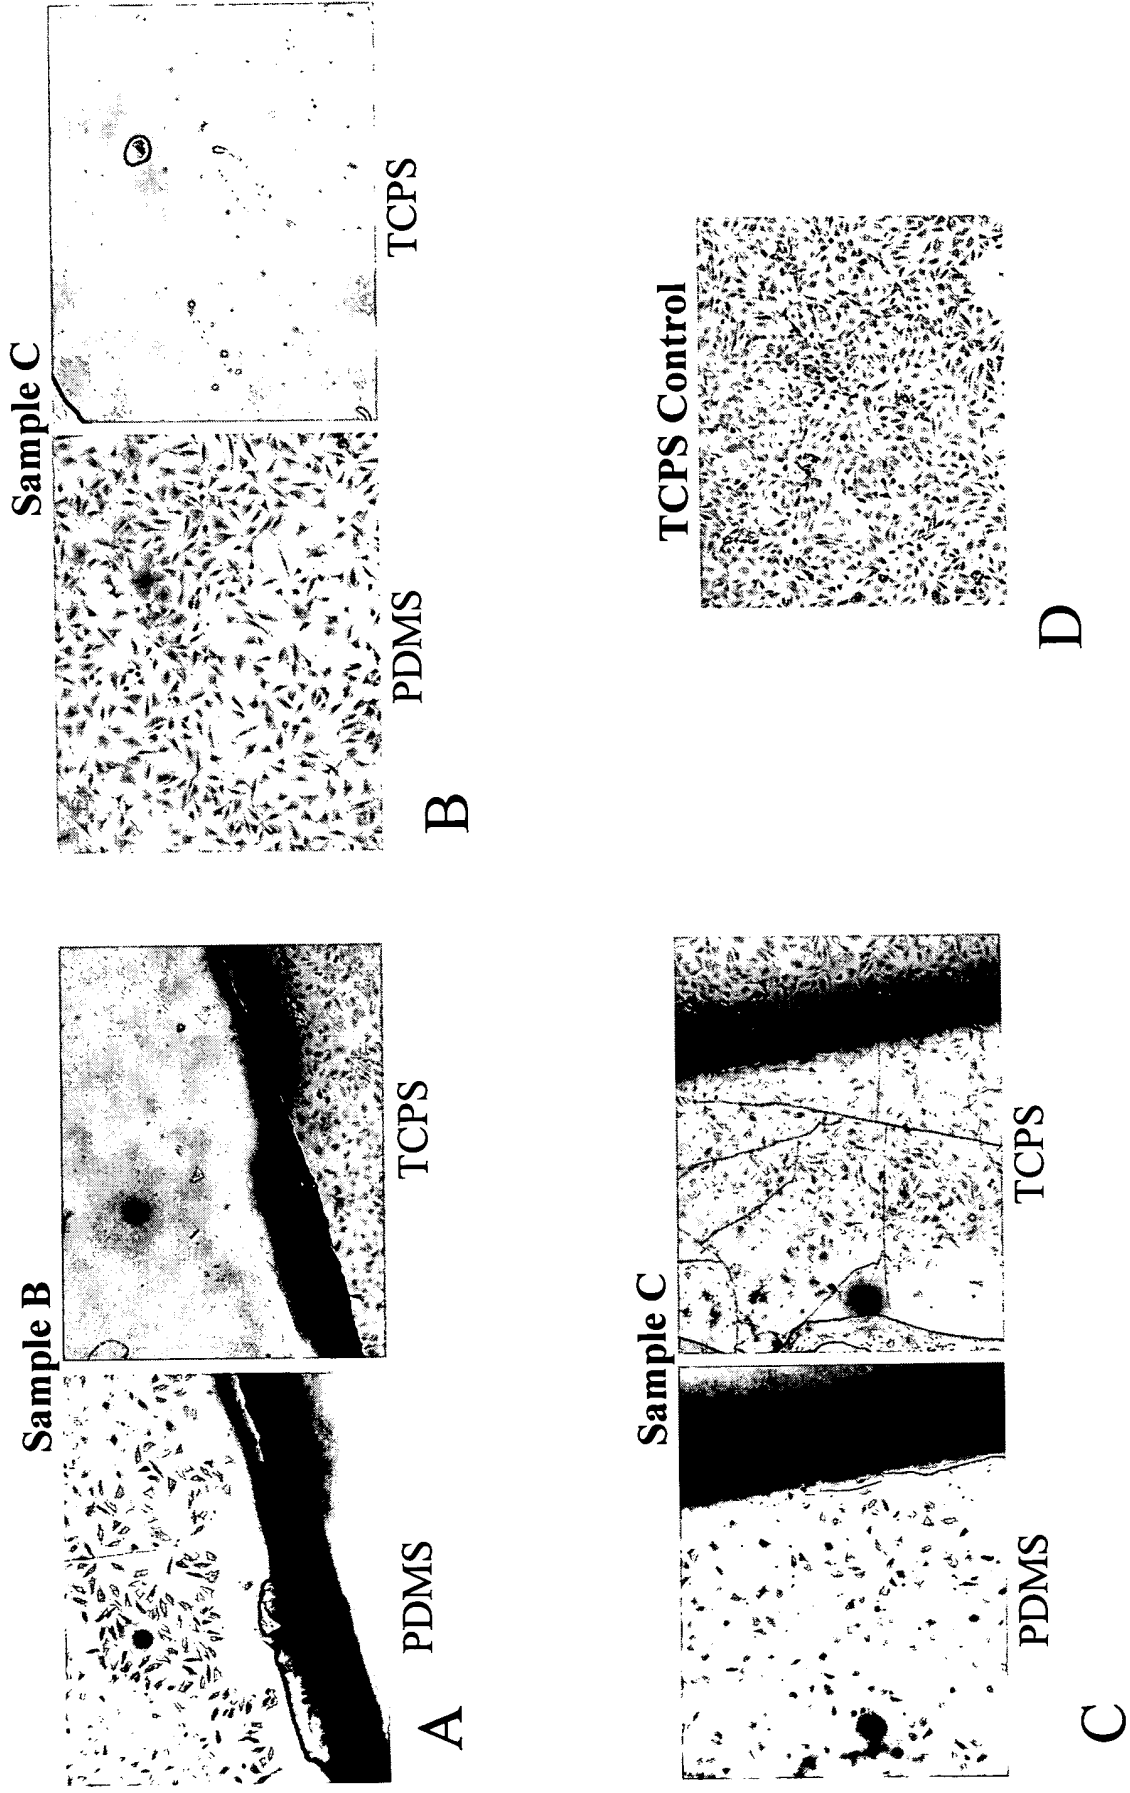 Sample B
PDMS
TCPS
A
Sample C
PDMS
TCPS
B
Sample C
PDMS
TCPS
C
TCPS Control
D